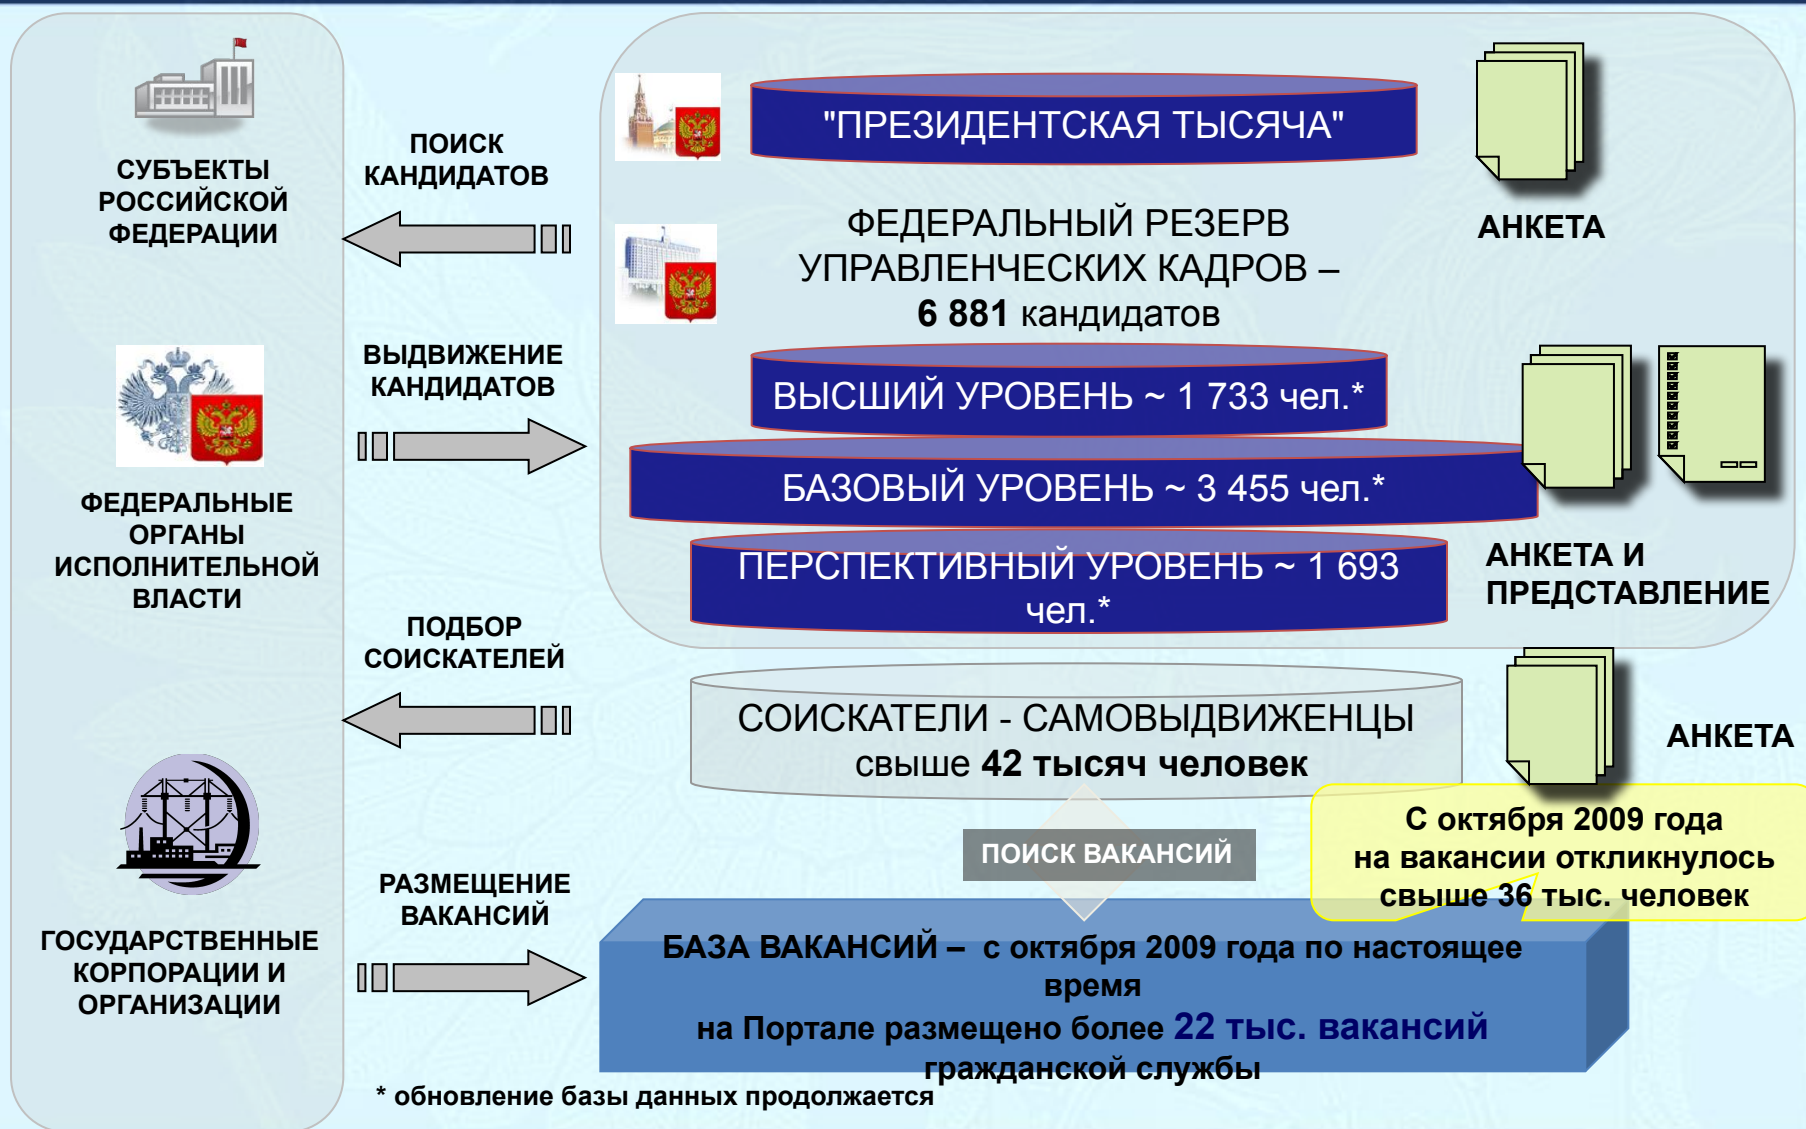 СУБЪЕКТЫ
РОССИЙСКОЙ
ФЕДЕРАЦИИ
ФЕДЕРАЛЬНЫЕ
ОРГАНЫ
ИСПОЛНИТЕЛЬНОЙ
ВЛАСТИ
ГОСУДАРСТВЕННЫЕ
КОРПОРАЦИИ И
ОРГАНИЗАЦИИ
ПОИСК
КАНДИДАТОВ
ВЫДВИЖЕНИЕ
КАНДИДАТОВ
ПОДБОР
СОИСКАТЕЛЕЙ
РАЗМЕЩЕНИЕ
ВАКАНСИЙ
"ПРЕЗИДЕНТСКАЯ ТЫСЯЧА"
АНКЕТА
ФЕДЕРАЛЬНЫЙ РЕЗЕРВ
УПРАВЛЕНЧЕСКИХ КАДРОВ –
6 881 кандидатов
ВЫСШИЙ УРОВЕНЬ ~ 1 733 чел.*
БАЗОВЫЙ УРОВЕНЬ ~ 3 455 чел.*
ПЕРСПЕКТИВНЫЙ УРОВЕНЬ ~ 1 693
чел.*
АНКЕТА И
ПРЕДСТАВЛЕНИЕ
СОИСКАТЕЛИ - САМОВЫДВИЖЕНЦЫ
свыше 42 тысяч человек
АНКЕТА
ПОИСК ВАКАНСИЙ
С октября 2009 года
на вакансии откликнулось
свыше 36 тыс. человек
БАЗА ВАКАНСИЙ – с октября 2009 года по настоящее
время
на Портале размещено более 22 тыс. вакансий
гражданской службы
* обновление базы данных продолжается